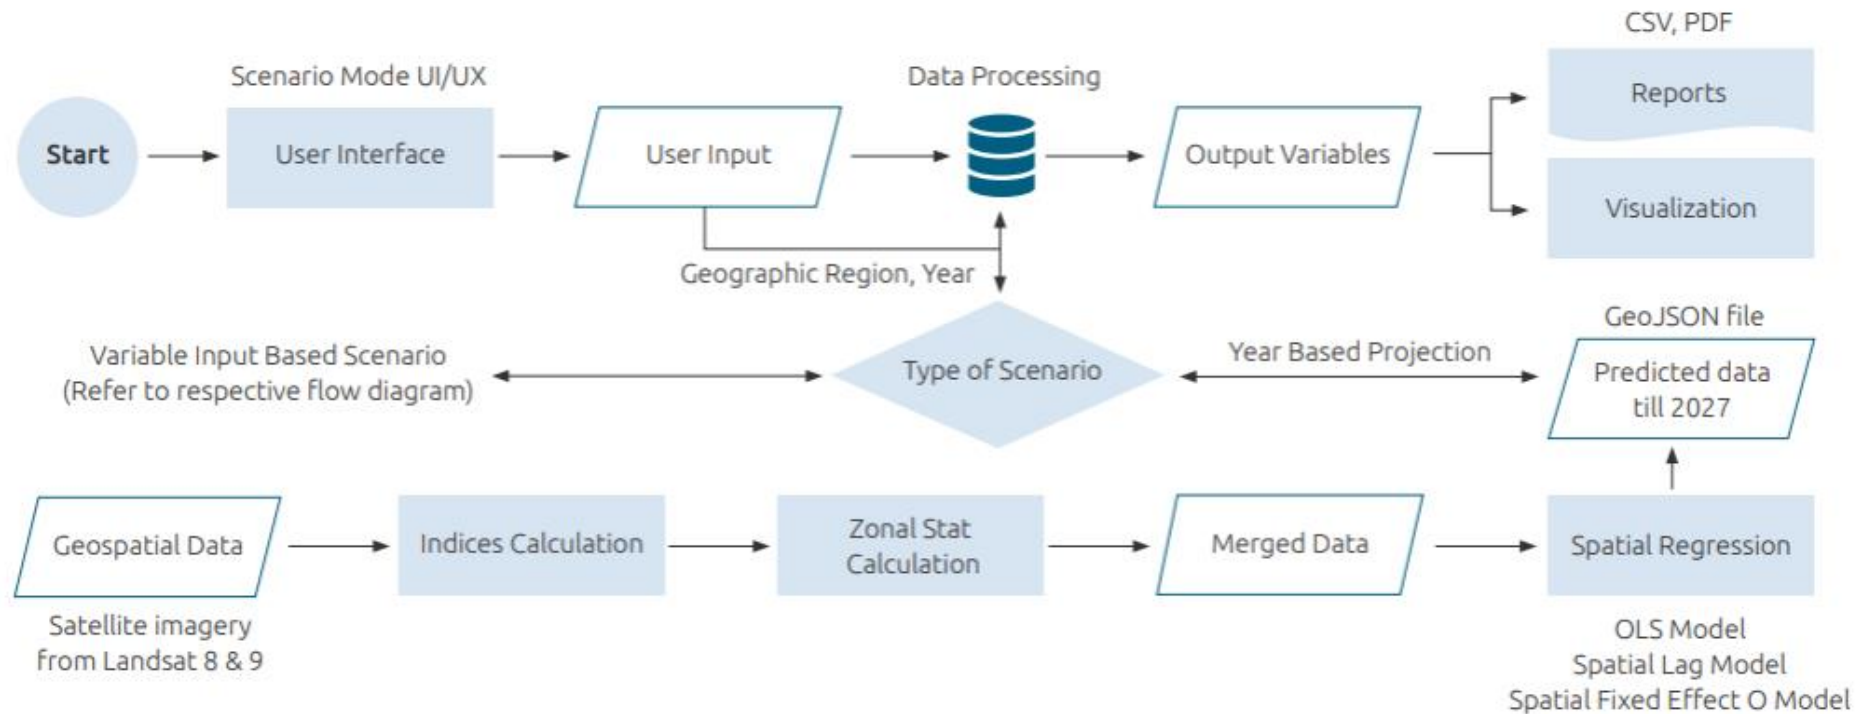 CSV, PDF
Scenario Mode UI/UX
Data Processing
Reports
Start
User Interface
User Input
Output Variables
Visualization
Geographic Region, Year
GeoJSON file
Variable Input Based Scenario
(Refer to respective flow diagram)
Type of Scenario
Year Based Projection
Predicted data
till 2027
Geospatial Data
Indices Calculation
Zonal Stat
Calculation
Merged Data
Spatial Regression
Satellite imagery
from Landsat 8 & 9
OLS Model
Spatial Lag Model
Spatial Fixed Effect O Model